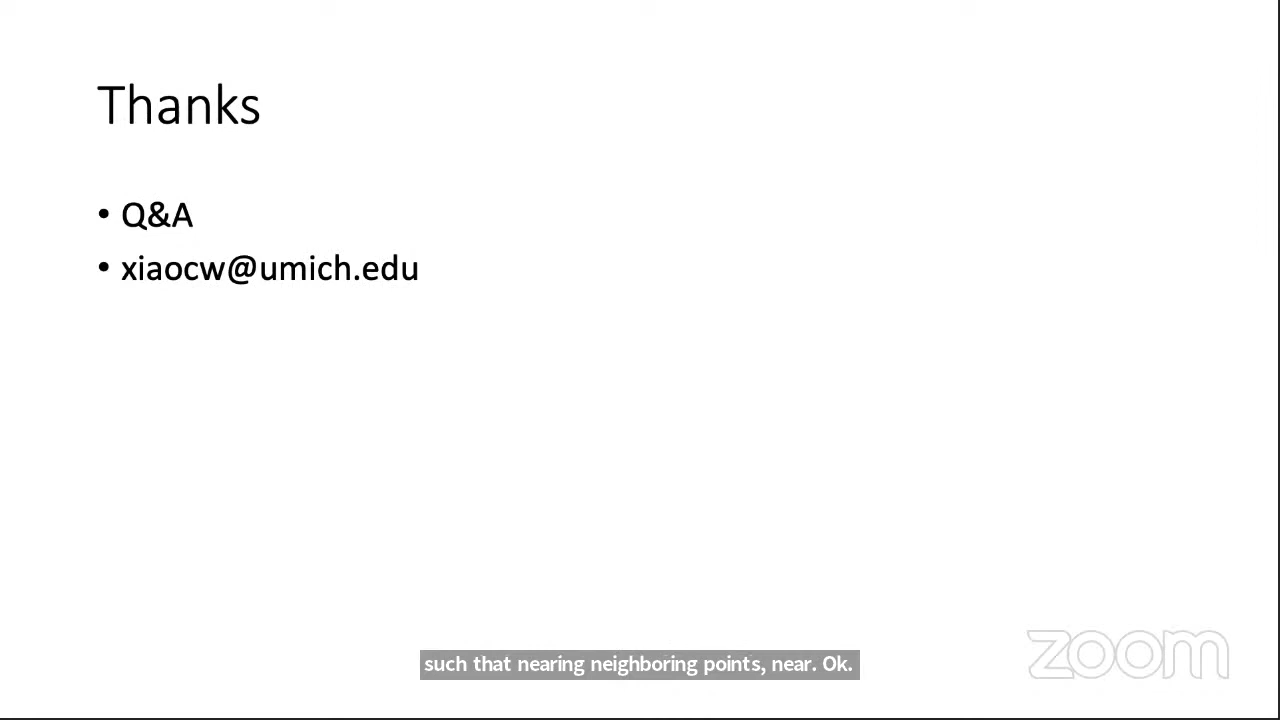 Thanks
• Q&A
• xiaocw@umich.edu
such that nearing neighboring points, near. Ok.
zoom